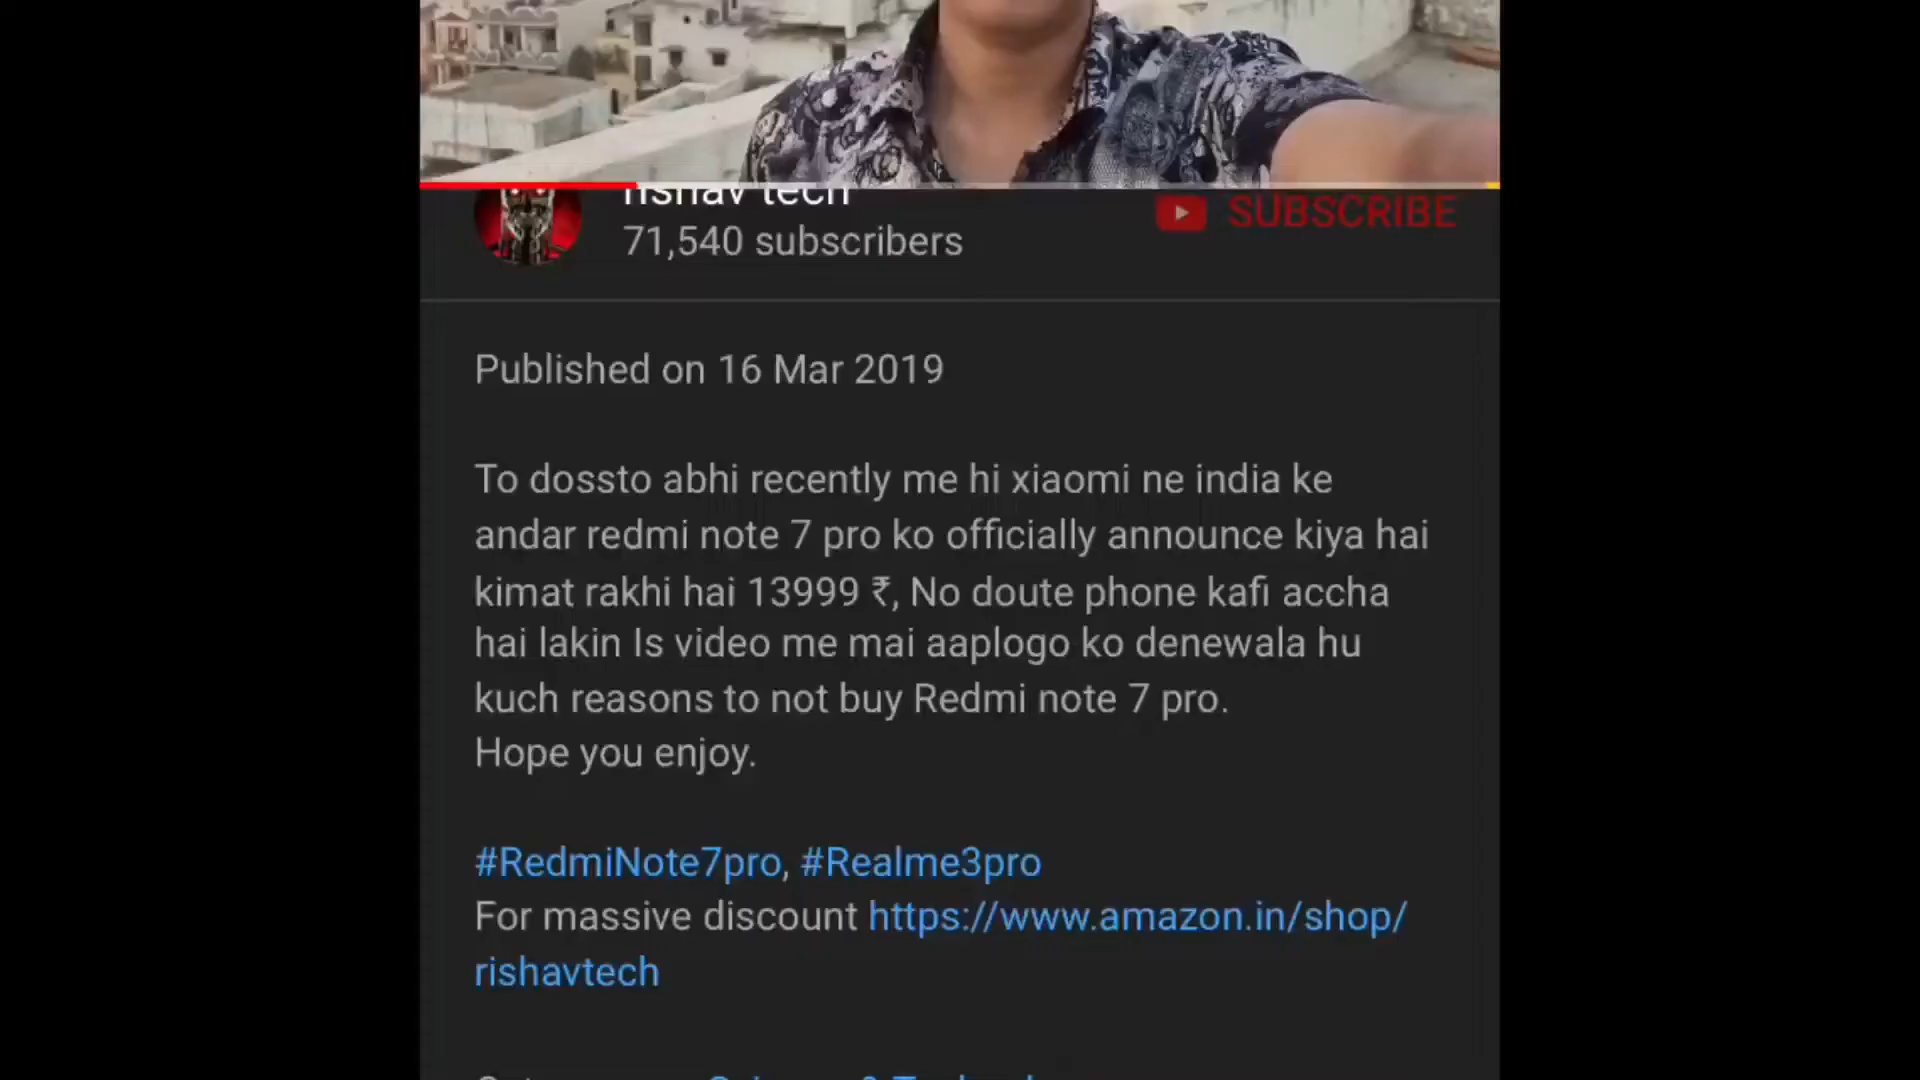 rishav tech
71,540 subscribers
SUBSCRIBE
Published on 16 Mar 2019
To dossto abhi recently me hi xiaomi ne india ke
andar redmi note 7 pro ko officially announce kiya hai
kimat rakhi hai 13999 ₹, No doute phone kafi accha
hai lakin Is video me mai aaplogo ko denewala hu
kuch reasons to not buy Redmi note 7 pro.
Hope you enjoy.
#RedmiNote7pro, #Realme3pro
For massive discount https://www.amazon.in/shop/
rishavtech